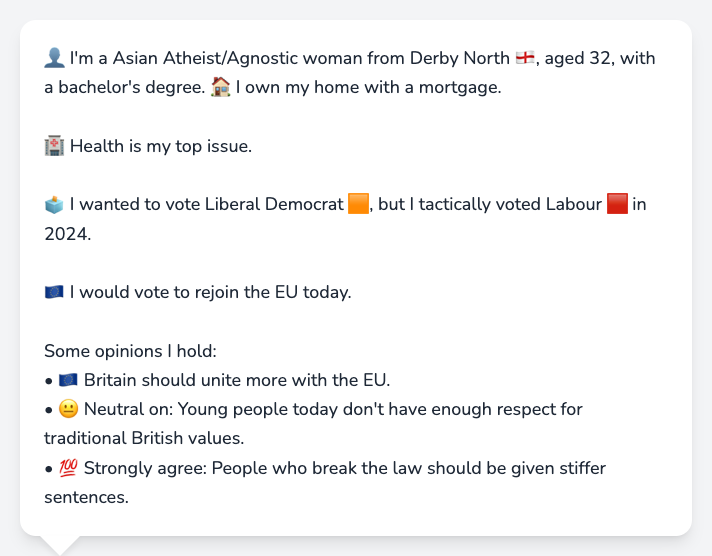 👤 I'm a Asian Atheist/Agnostic woman from Derby North 🏴󠁧󠁢󠁥󠁮󠁧󠁿, aged 32, with
a bachelor's degree. 🏠 I own my home with a mortgage.
🏥 Health is my top issue.
🗳️ I wanted to vote Liberal Democrat 🟧, but I tactically voted Labour 🟥 in
2024.
🇪🇺 I would vote to rejoin the EU today.
Some opinions I hold:
• 🇪🇺 Britain should unite more with the EU.
• 😐 Neutral on: Young people today don't have enough respect for
traditional British values.
• 💯 Strongly agree: People who break the law should be given stiffer
sentences.